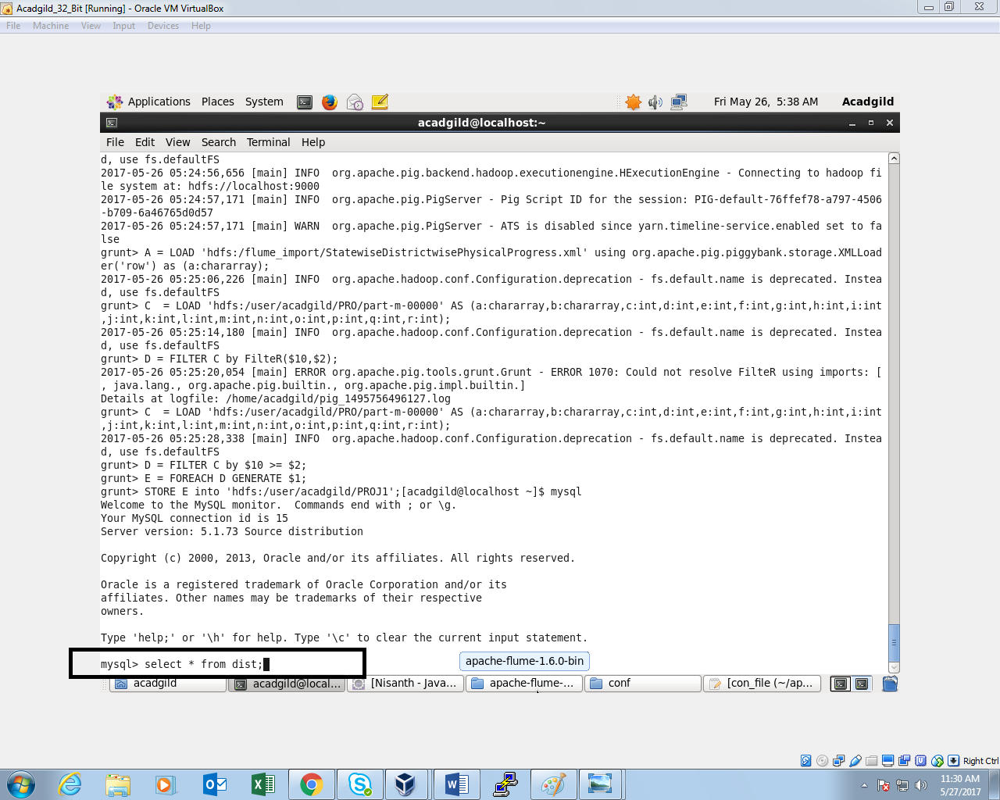 Acadgild_32_Bit [Running] - Oracle VM VirtualBox
File Machine View Input Devices Help
Applications Places System Fri May 26, 5:38 AM Acadgild
acadgild@localhost:~
File Edit View Search Terminal Help
d, use fs.defaultFS
2017-05-26 05:24:56,656 [main] INFO  org.apache.pig.backend.hadoop.executionengine.HExecutionEngine - Connecting to hadoop fi
le system at: hdfs://localhost:9000
2017-05-26 05:24:57,171 [main] INFO  org.apache.pig.PigServer - Pig Script ID for the session: PIG-default-76ffef78-a797-4506
-b709-6a46765d0d57
2017-05-26 05:24:57,171 [main] WARN  org.apache.pig.PigServer - ATS is disabled since yarn.timeline-service.enabled set to fa
lse
grunt> A = LOAD 'hdfs:/flume_import/StatewiseDistrictwisePhysicalProgress.xml' using org.apache.pig.piggybank.storage.XMLLoad
er('row') as (a:chararray);
2017-05-26 05:25:06,226 [main] INFO  org.apache.hadoop.conf.Configuration.deprecation - fs.default.name is deprecated. Instea
d, use fs.defaultFS
grunt> C  = LOAD 'hdfs:/user/acadgild/PRO/part-m-00000' AS (a:chararray,b:chararray,c:int,d:int,e:int,f:int,g:int,h:int,i:int
,j:int,k:int,l:int,m:int,n:int,o:int,p:int,q:int,r:int);
2017-05-26 05:25:14,180 [main] INFO  org.apache.hadoop.conf.Configuration.deprecation - fs.default.name is deprecated. Instea
d, use fs.defaultFS
grunt> D = FILTER C by FilteR($10,$2);
2017-05-26 05:25:20,054 [main] ERROR org.apache.pig.tools.grunt.Grunt - ERROR 1070: Could not resolve FilteR using imports: [
, java.lang., org.apache.pig.builtin., org.apache.pig.impl.builtin.]
Details at logfile: /home/acadgild/pig_1495756496127.log
grunt> C  = LOAD 'hdfs:/user/acadgild/PRO/part-m-00000' AS (a:chararray,b:chararray,c:int,d:int,e:int,f:int,g:int,h:int,i:int
,j:int,k:int,l:int,m:int,n:int,o:int,p:int,q:int,r:int);
2017-05-26 05:25:28,338 [main] INFO  org.apache.hadoop.conf.Configuration.deprecation - fs.default.name is deprecated. Instea
d, use fs.defaultFS
grunt> D = FILTER C by $10 >= $2;
grunt> E = FOREACH D GENERATE $1;
grunt> STORE E into 'hdfs:/user/acadgild/PROJ1';[acadgild@localhost ~]$ mysql
Welcome to the MySQL monitor.  Commands end with ; or \g.
Your MySQL connection id is 15
Server version: 5.1.73 Source distribution
Copyright (c) 2000, 2013, Oracle and/or its affiliates. All rights reserved.
Oracle is a registered trademark of Oracle Corporation and/or its
affiliates. Other names may be trademarks of their respective
owners.
Type 'help;' or '\h' for help. Type '\c' to clear the current input statement.
mysql> select * from dist;
apache-flume-1.6.0-bin
acadgild acadgild@local... [Nisanth - Java... apache-flume-... conf [con_file (~/ap...
Right Ctrl
11:30 AM
5/27/2017